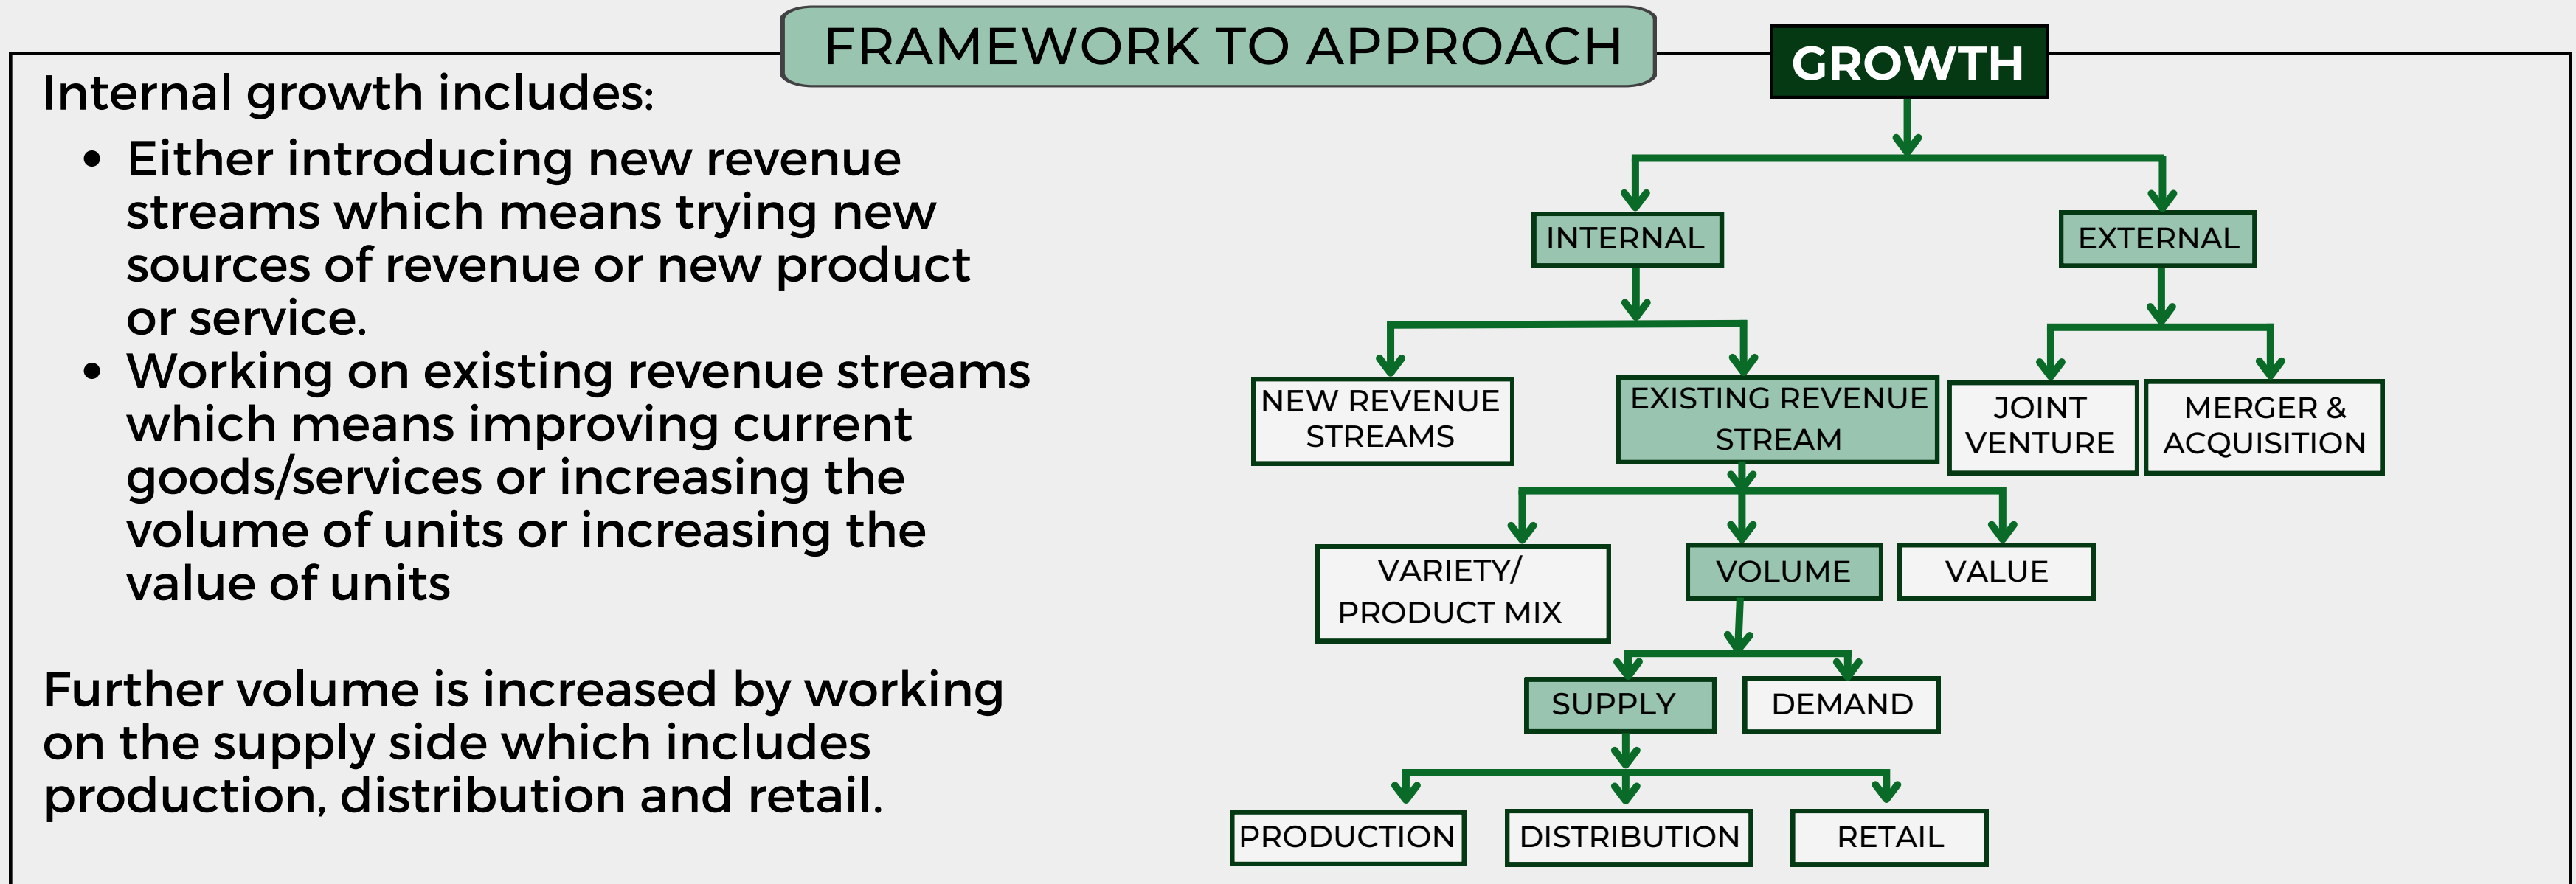 FRAMEWORK TO APPROACH
Internal growth includes:
• Either introducing new revenue
streams which means trying new
sources of revenue or new product
or service.
• Working on existing revenue streams
which means improving current
goods/services or increasing the
volume of units or increasing the
value of units
Further volume is increased by working
on the supply side which includes
production, distribution and retail.
GROWTH
INTERNAL
EXTERNAL
NEW REVENUE
STREAMS
EXISTING REVENUE
STREAM
JOINT
VENTURE
MERGER &
ACQUISITION
VARIETY/
PRODUCT MIX
VOLUME
VALUE
SUPPLY
DEMAND
PRODUCTION
DISTRIBUTION
RETAIL